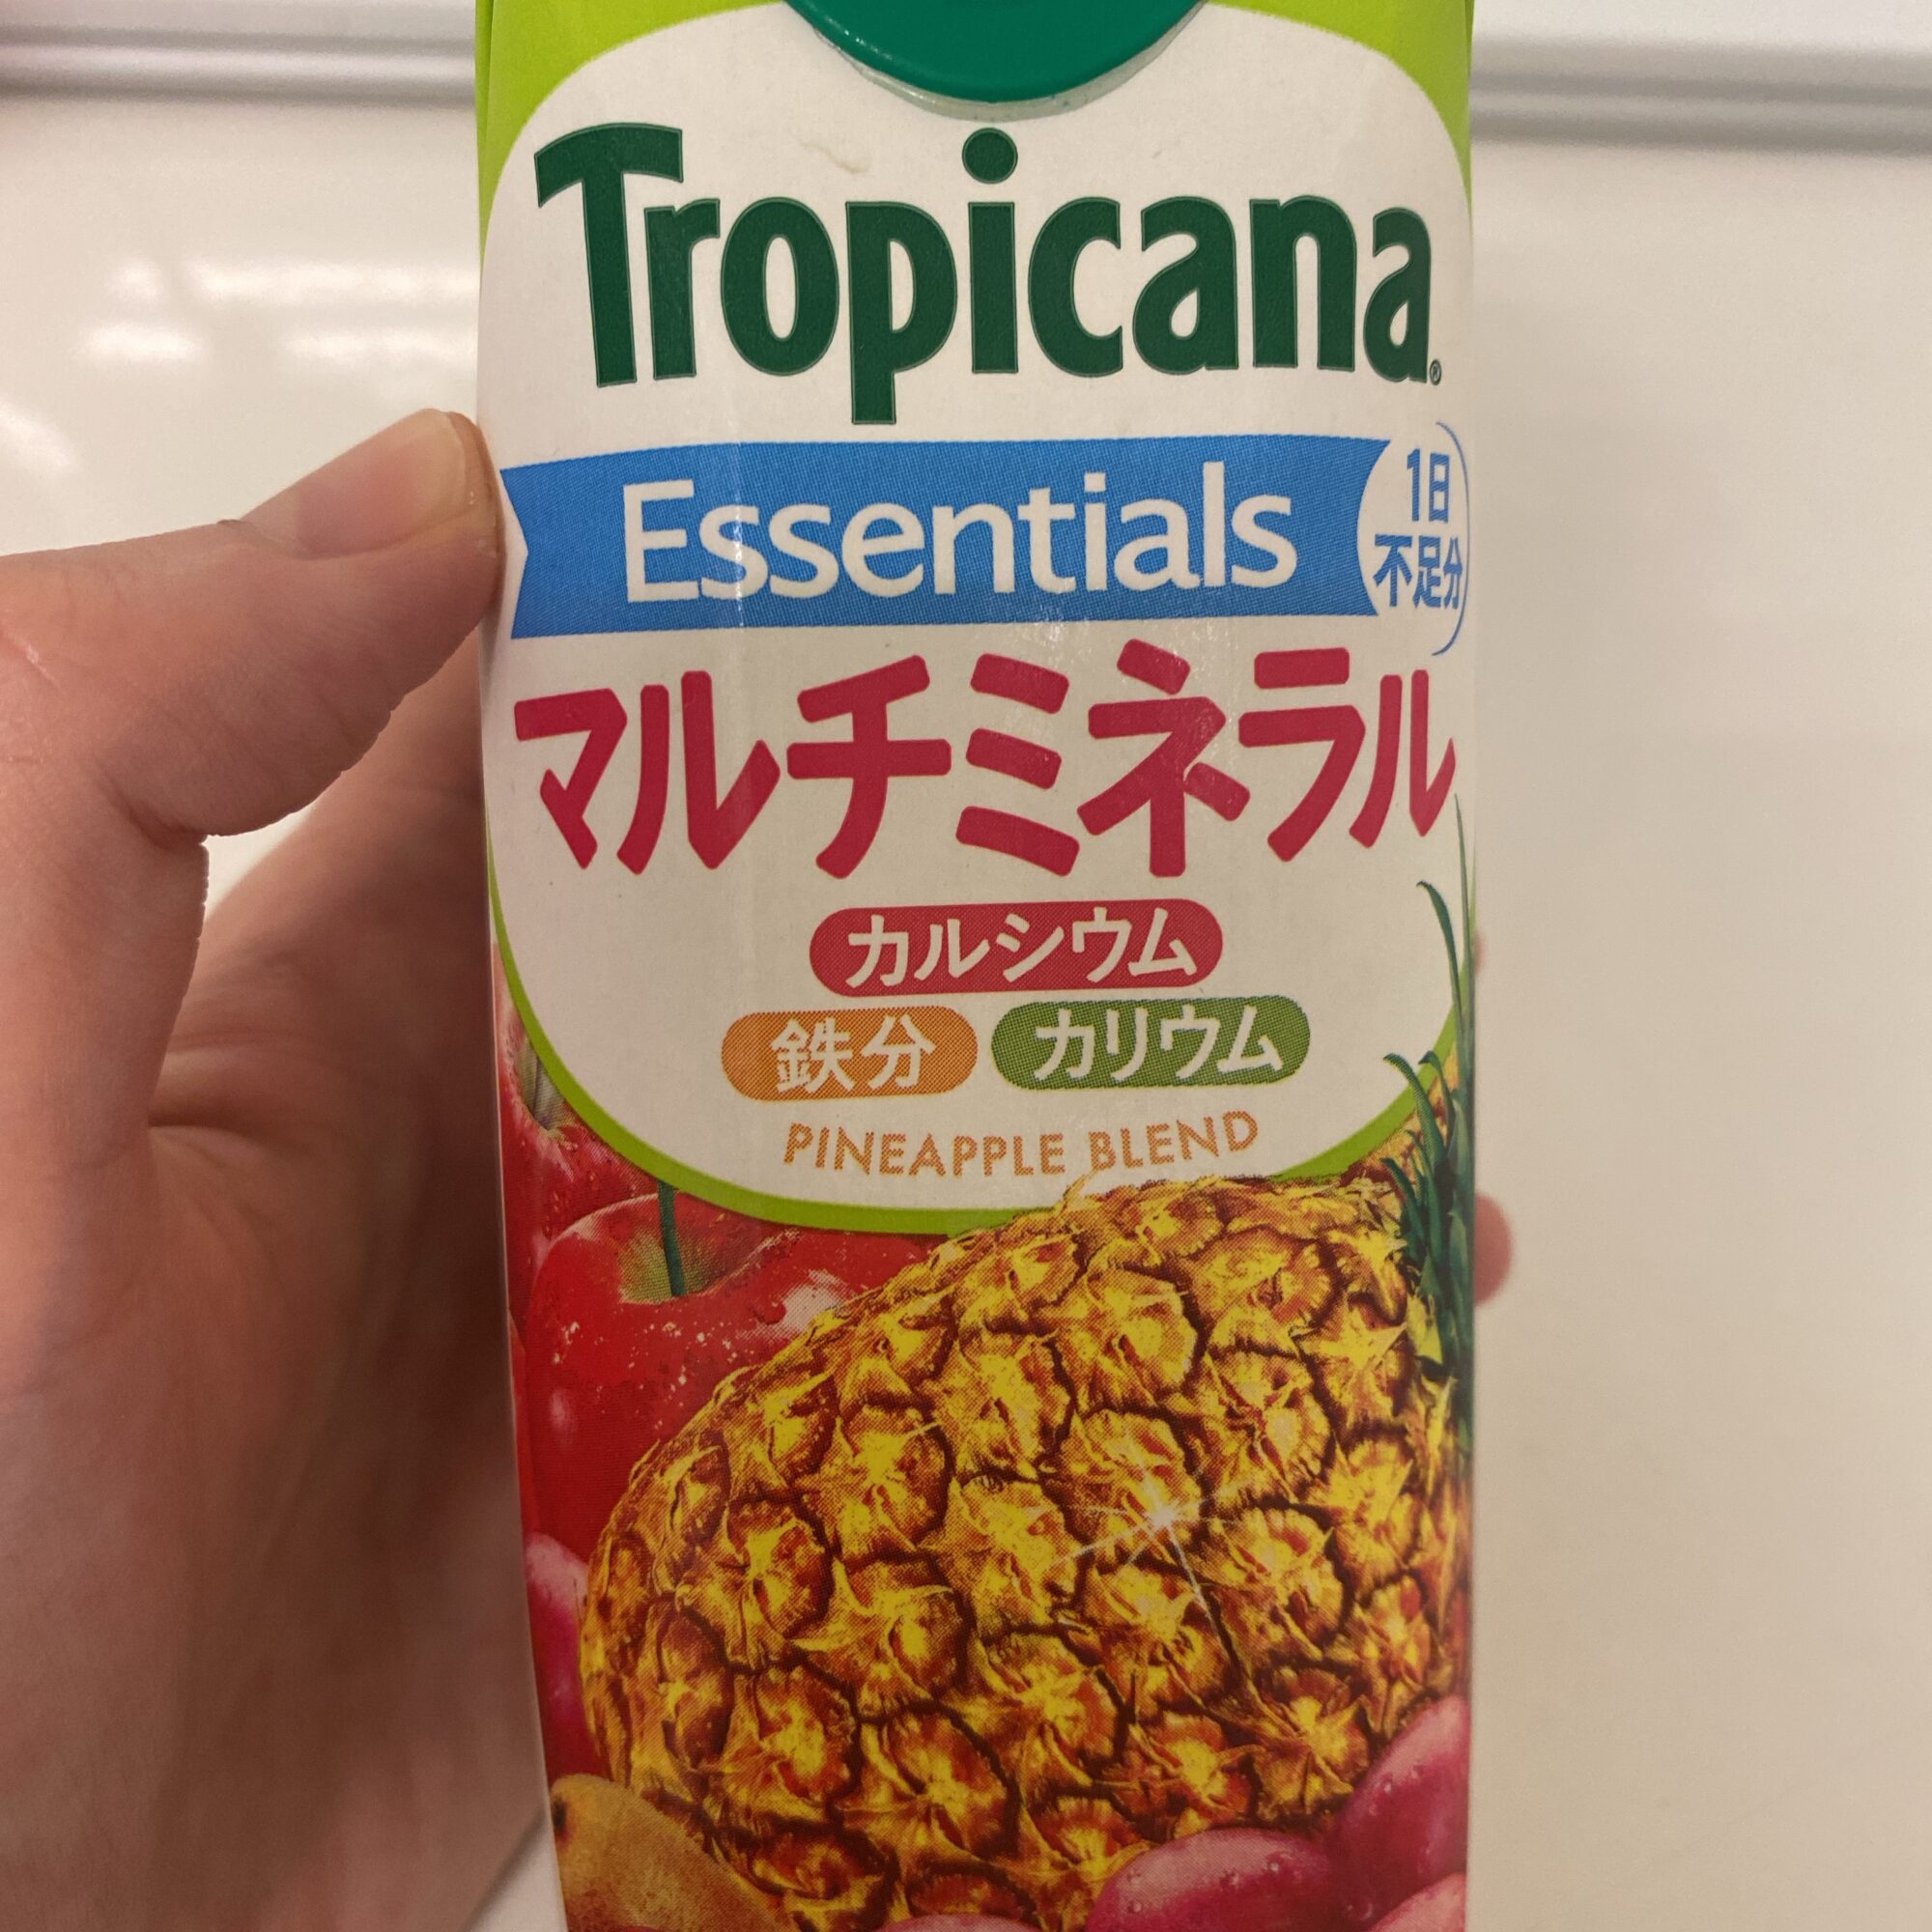 Tropicana®
Essentials
1日
不足分
マルチミネラル
カルシウム
鉄分 カリウム
PINEAPPLE BLEND